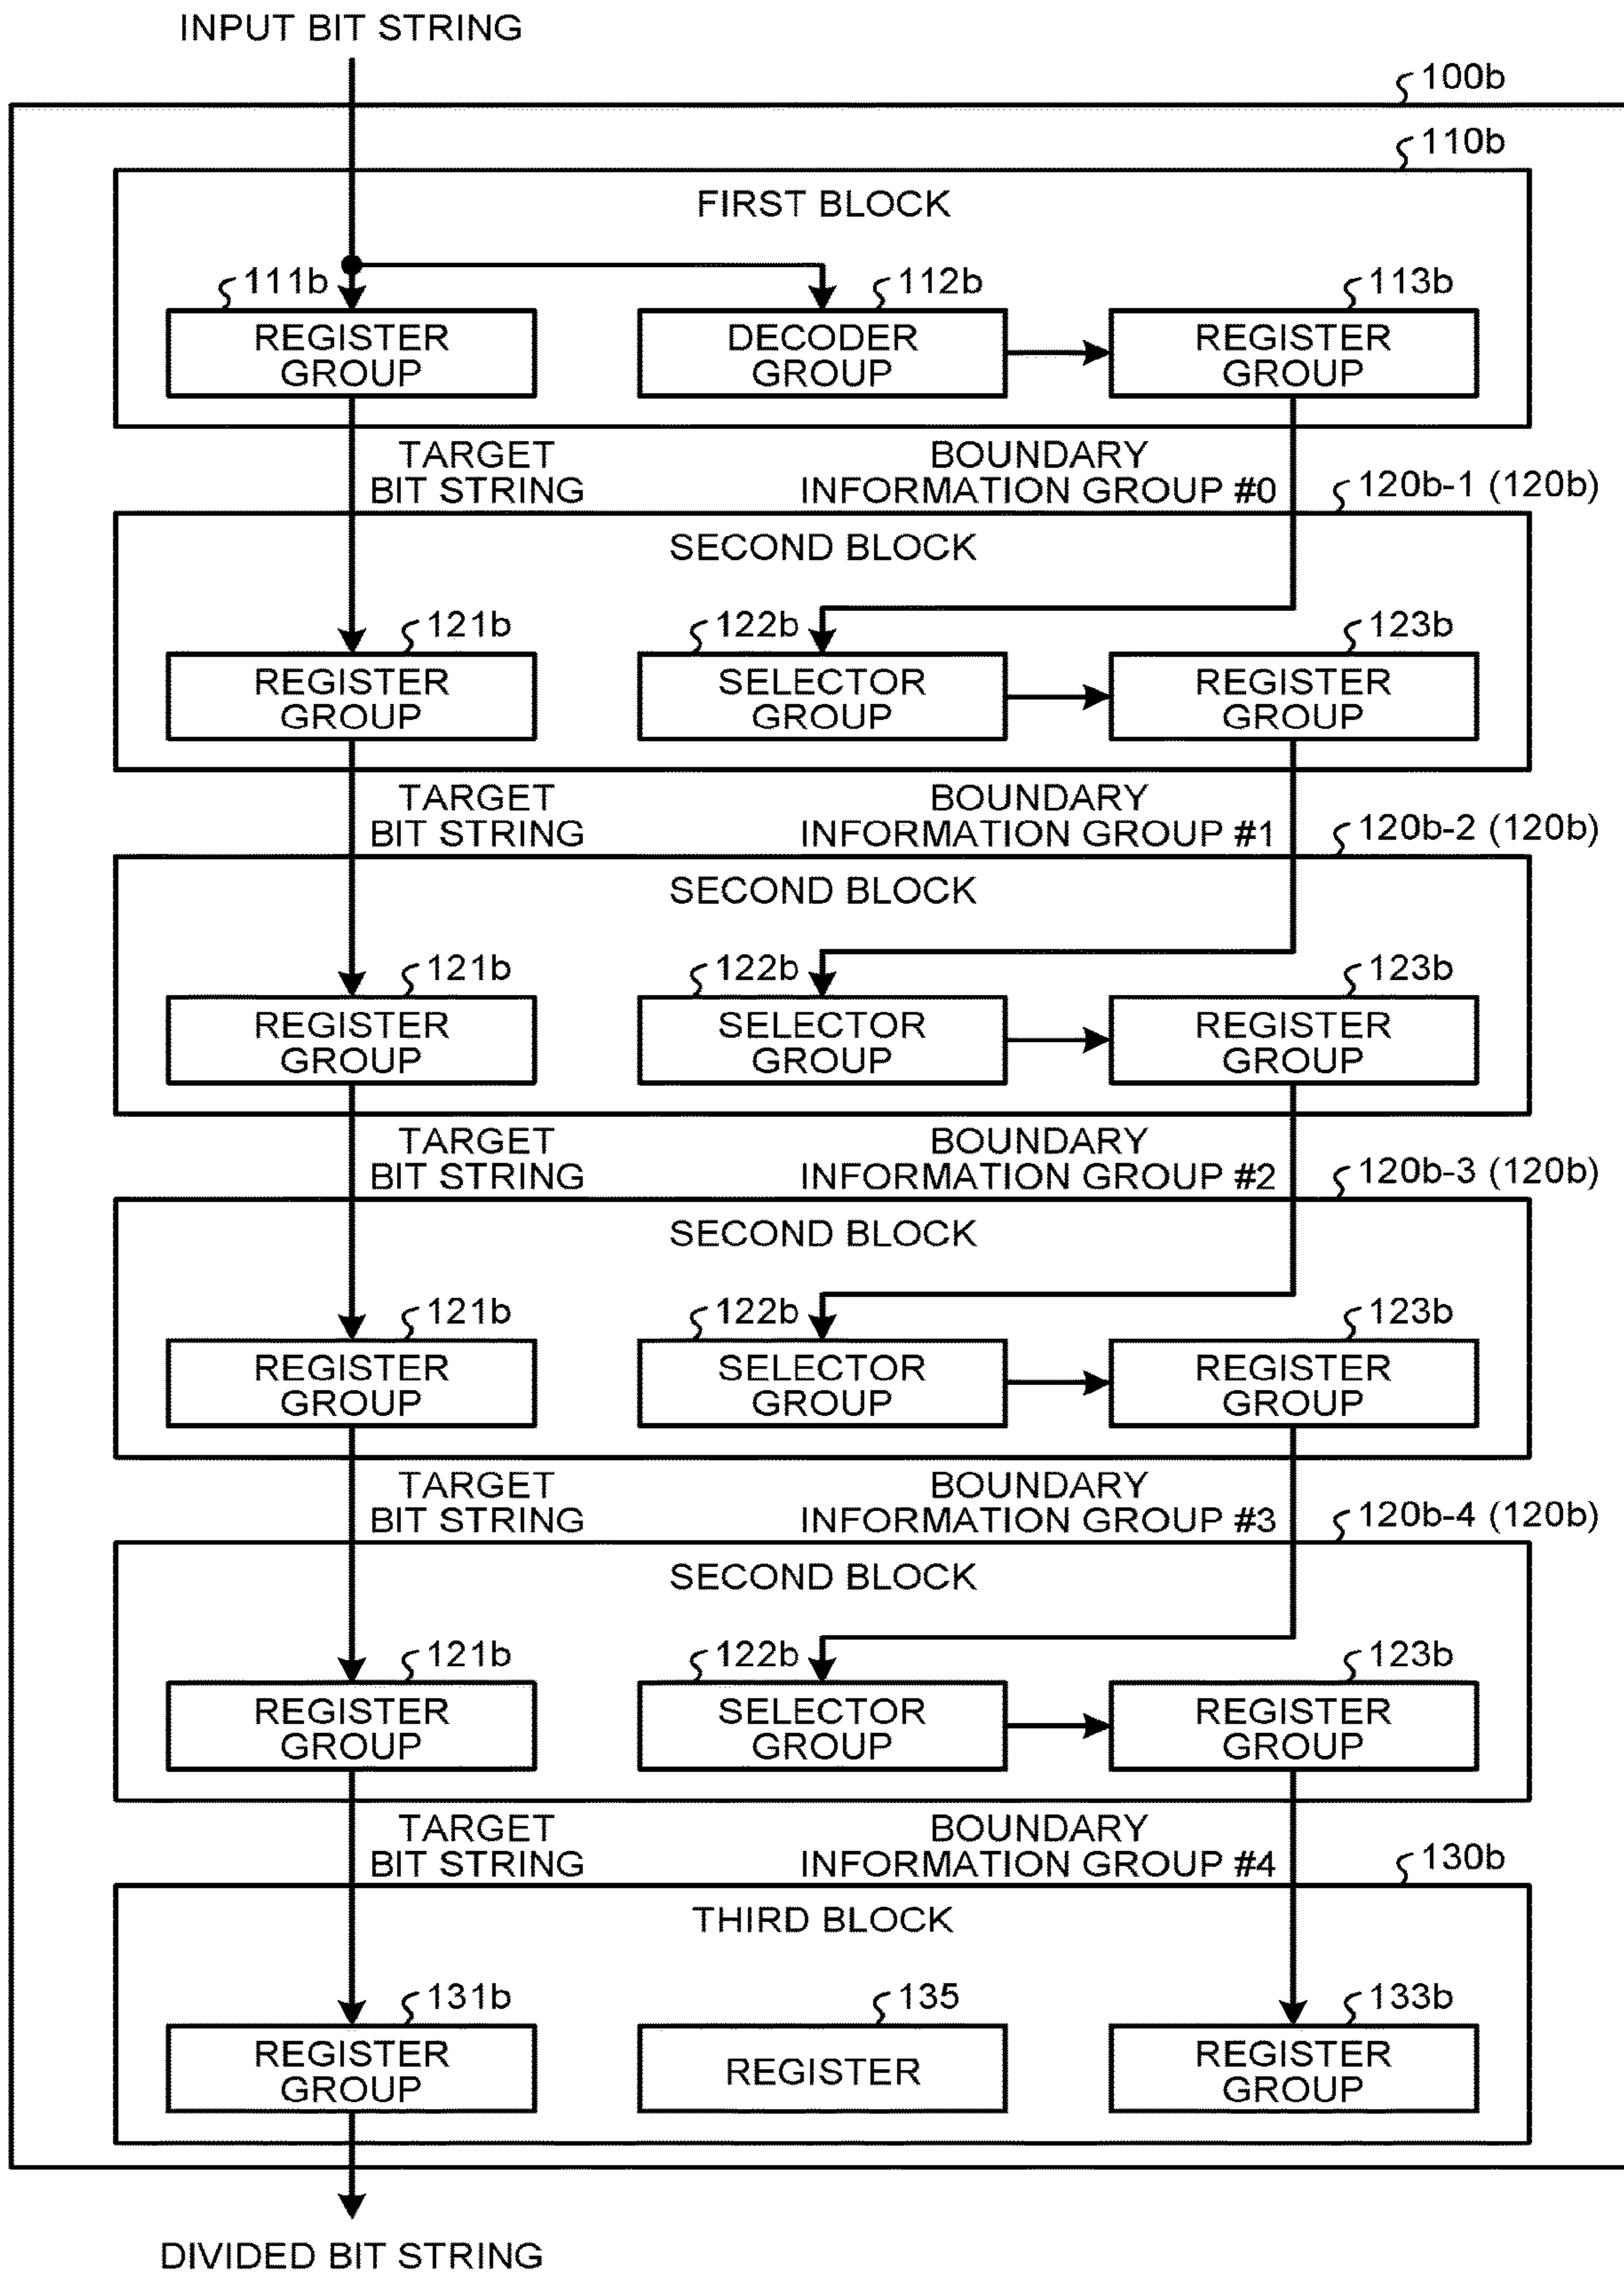 INPUT BIT STRING
100b
110b
FIRST BLOCK
111b
112b
113b
REGISTER
GROUP
DECODER
GROUP
REGISTER
GROUP
TARGET
BIT STRING
BOUNDARY
INFORMATION GROUP #0
120b-1 (120b)
SECOND BLOCK
121b
122b
123b
REGISTER
GROUP
SELECTOR
GROUP
REGISTER
GROUP
TARGET
BIT STRING
BOUNDARY
INFORMATION GROUP #1
120b-2 (120b)
SECOND BLOCK
121b
122b
123b
REGISTER
GROUP
SELECTOR
GROUP
REGISTER
GROUP
TARGET
BIT STRING
BOUNDARY
INFORMATION GROUP #2
120b-3 (120b)
SECOND BLOCK
121b
122b
123b
REGISTER
GROUP
SELECTOR
GROUP
REGISTER
GROUP
TARGET
BIT STRING
BOUNDARY
INFORMATION GROUP #3
120b-4 (120b)
SECOND BLOCK
121b
122b
123b
REGISTER
GROUP
SELECTOR
GROUP
REGISTER
GROUP
TARGET
BIT STRING
BOUNDARY
INFORMATION GROUP #4
130b
THIRD BLOCK
131b
135
133b
REGISTER
GROUP
REGISTER
REGISTER
GROUP
DIVIDED BIT STRING